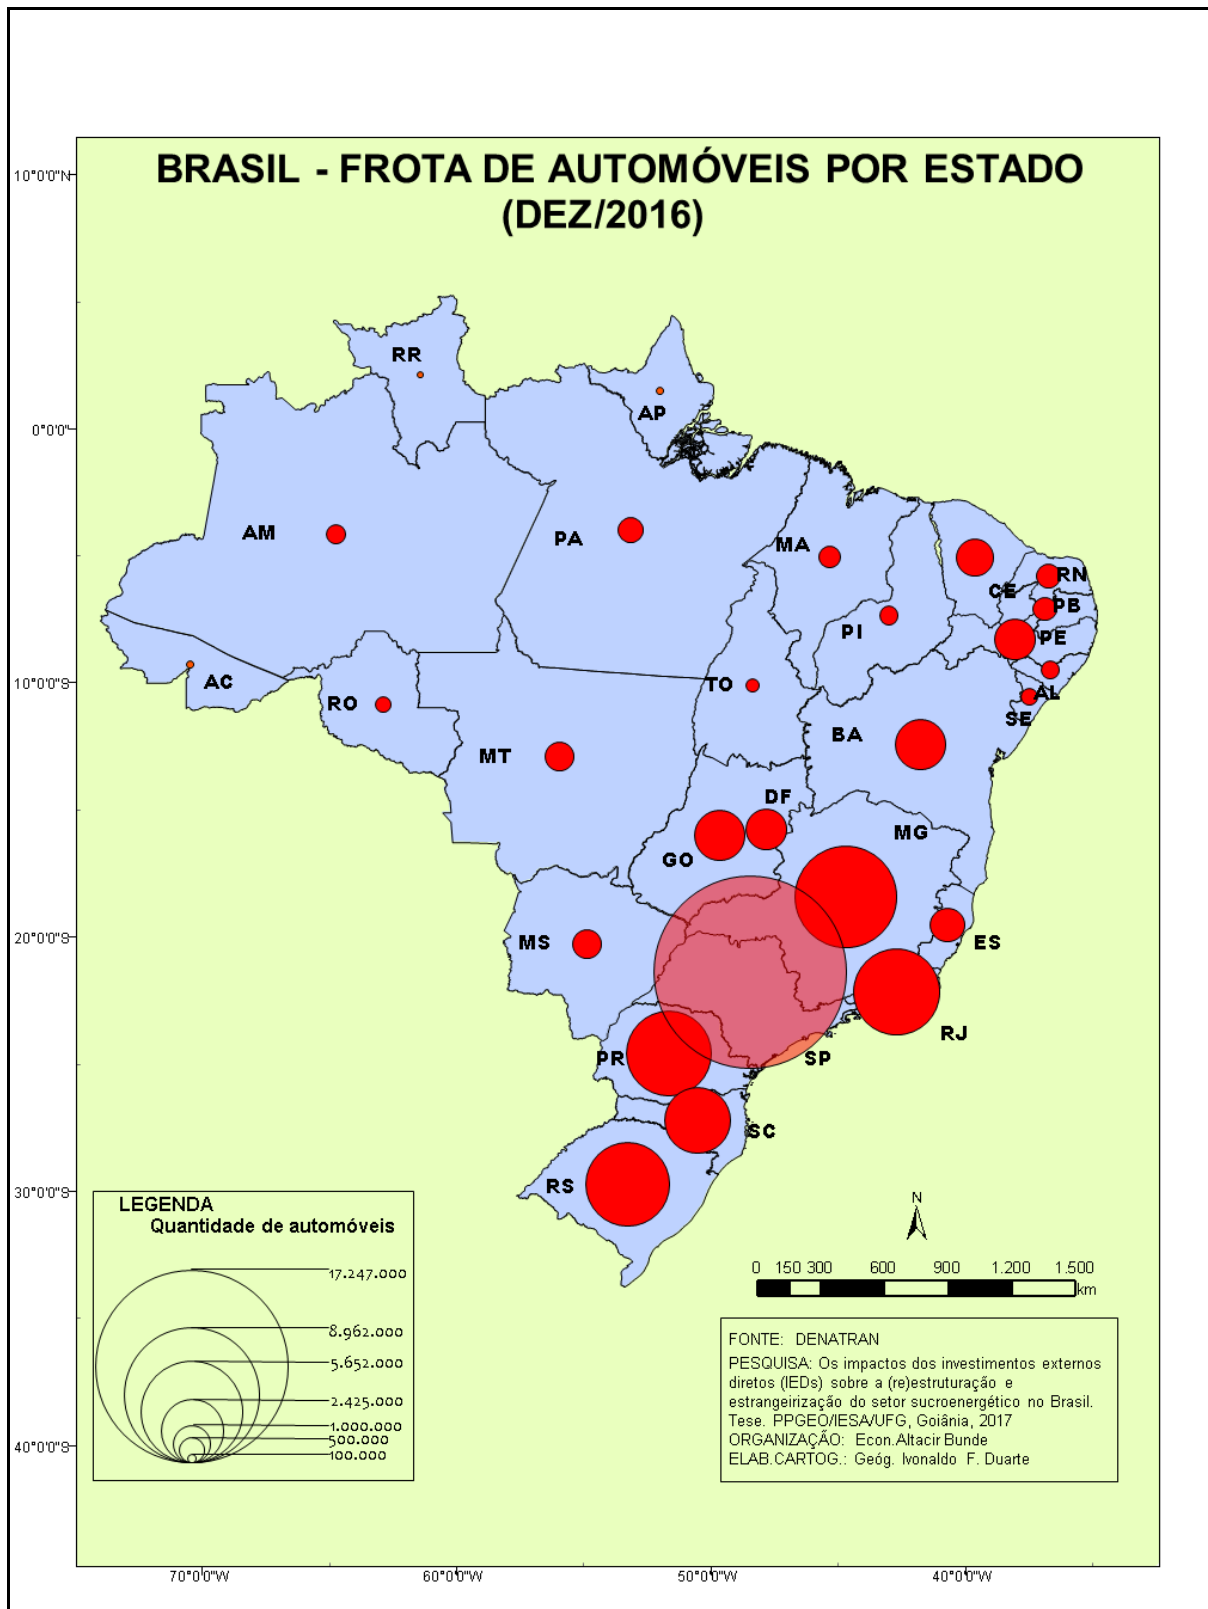 BRASIL - FROTA DE AUTOMÓVEIS POR ESTADO
(DEZ/2016)
10°0'0"N
0°0'0"
10°0'0"S
20°0'0"S
30°0'0"S
40°0'0"S
RR
AP
AM
PA
MA
CE
RN
PB
PI
PE
AC
TO
AL
RO
SE
BA
MT
DF
MG
GO
MS
ES
RJ
PR
SP
SC
RS
LEGENDA
Quantidade de automóveis
17.247.000
8.962.000
5.652.000
2.425.000
1.000.000
500.000
100.000
N
0 150 300 600 900 1.200 1.500
km
FONTE: DENATRAN
PESQUISA: Os impactos dos investimentos externos
diretos (IEDs) sobre a (re)estruturação e
estrangeirização do setor sucroenergético no Brasil.
Tese. PPGEO/IESA/UFG, Goiânia, 2017
ORGANIZAÇÃO: Econ.Altacir Bunde
ELAB.CARTOG.: Geóg. Ivonaldo F. Duarte
70°0'0"W 60°0'0"W 50°0'0"W 40°0'0"W